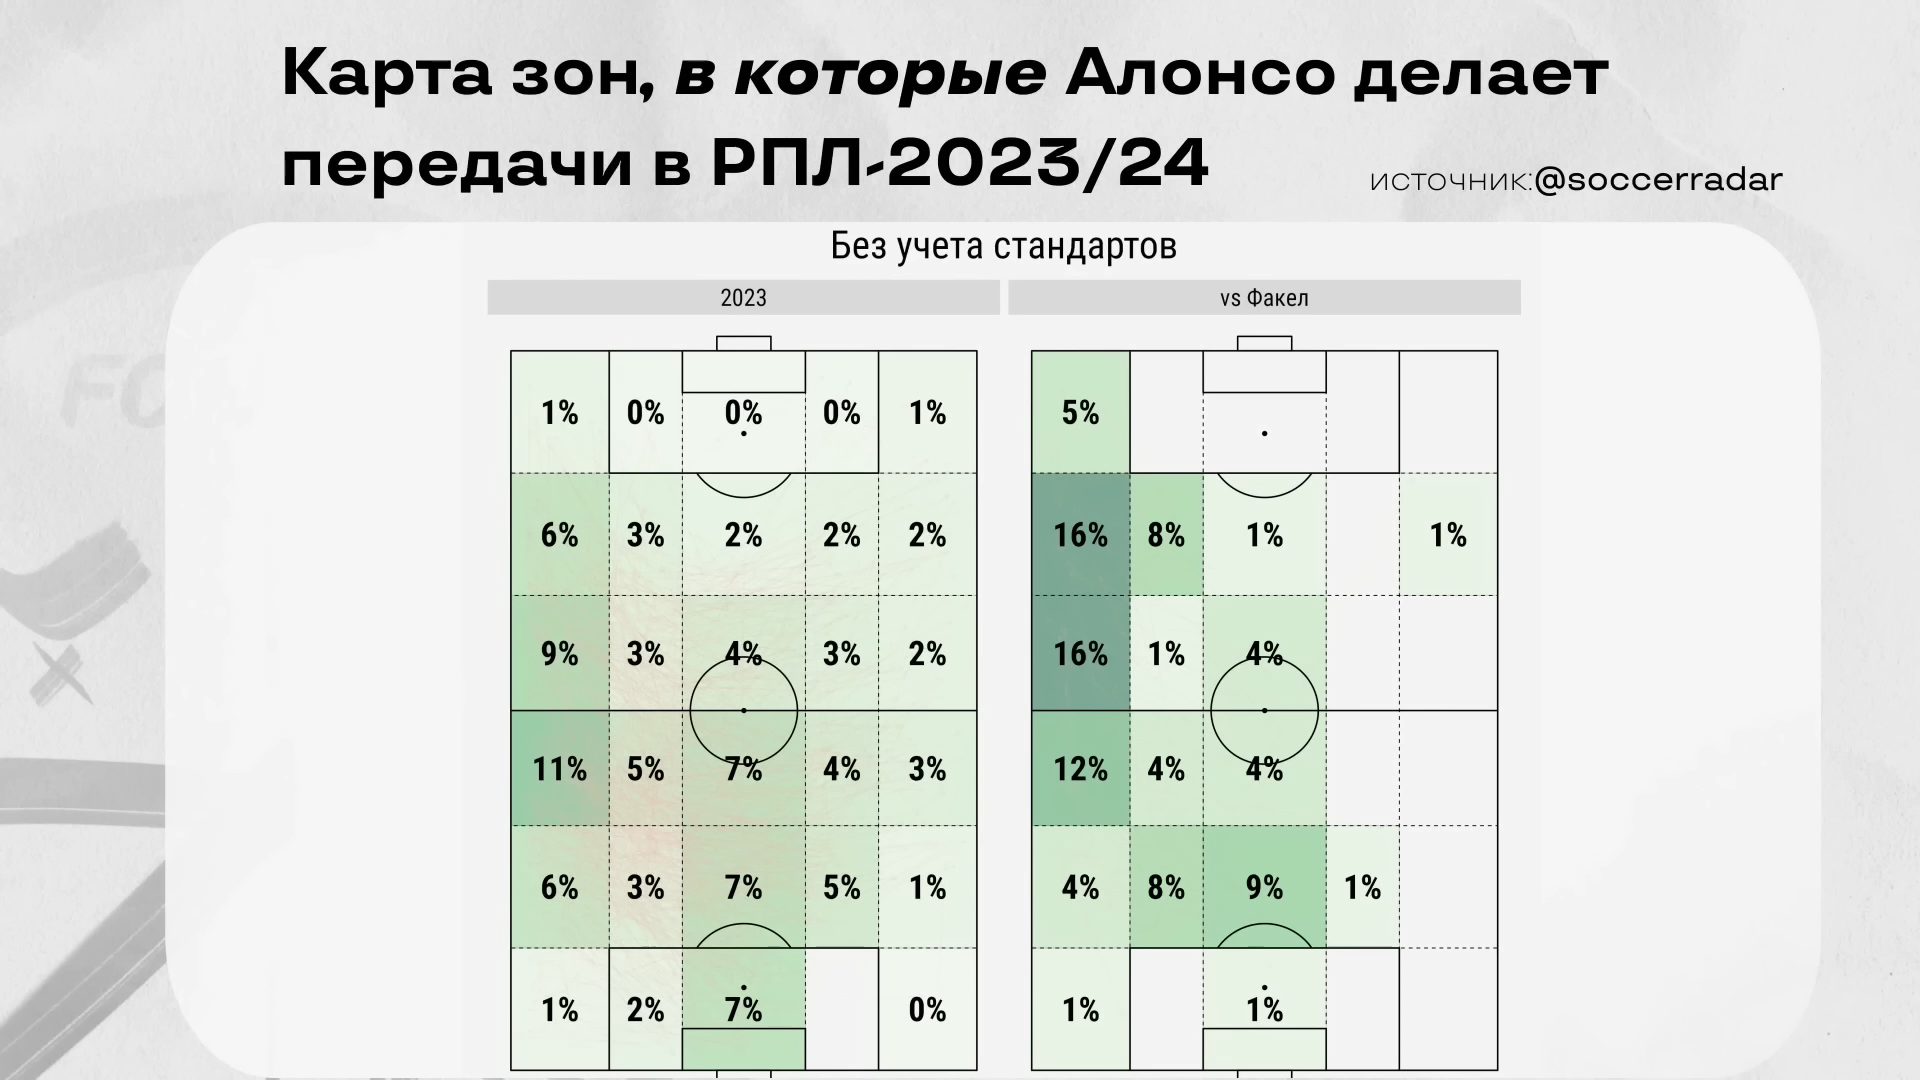 Карта зон, в которые Алонсо делает
передачи в РПЛ-2023/24
источник:@soccerradar
Без учета стандартов
2023 vs Факел
1% 0% 0% 0% 1% 5%
6% 3% 2% 2% 2% 16% 8% 1% 1%
9% 3% 4% 3% 2% 16% 1% 4%
11% 5% 7% 4% 3% 12% 4% 4%
6% 3% 7% 5% 1% 4% 8% 9% 1%
1% 2% 7% 0% 1% 1%
FC